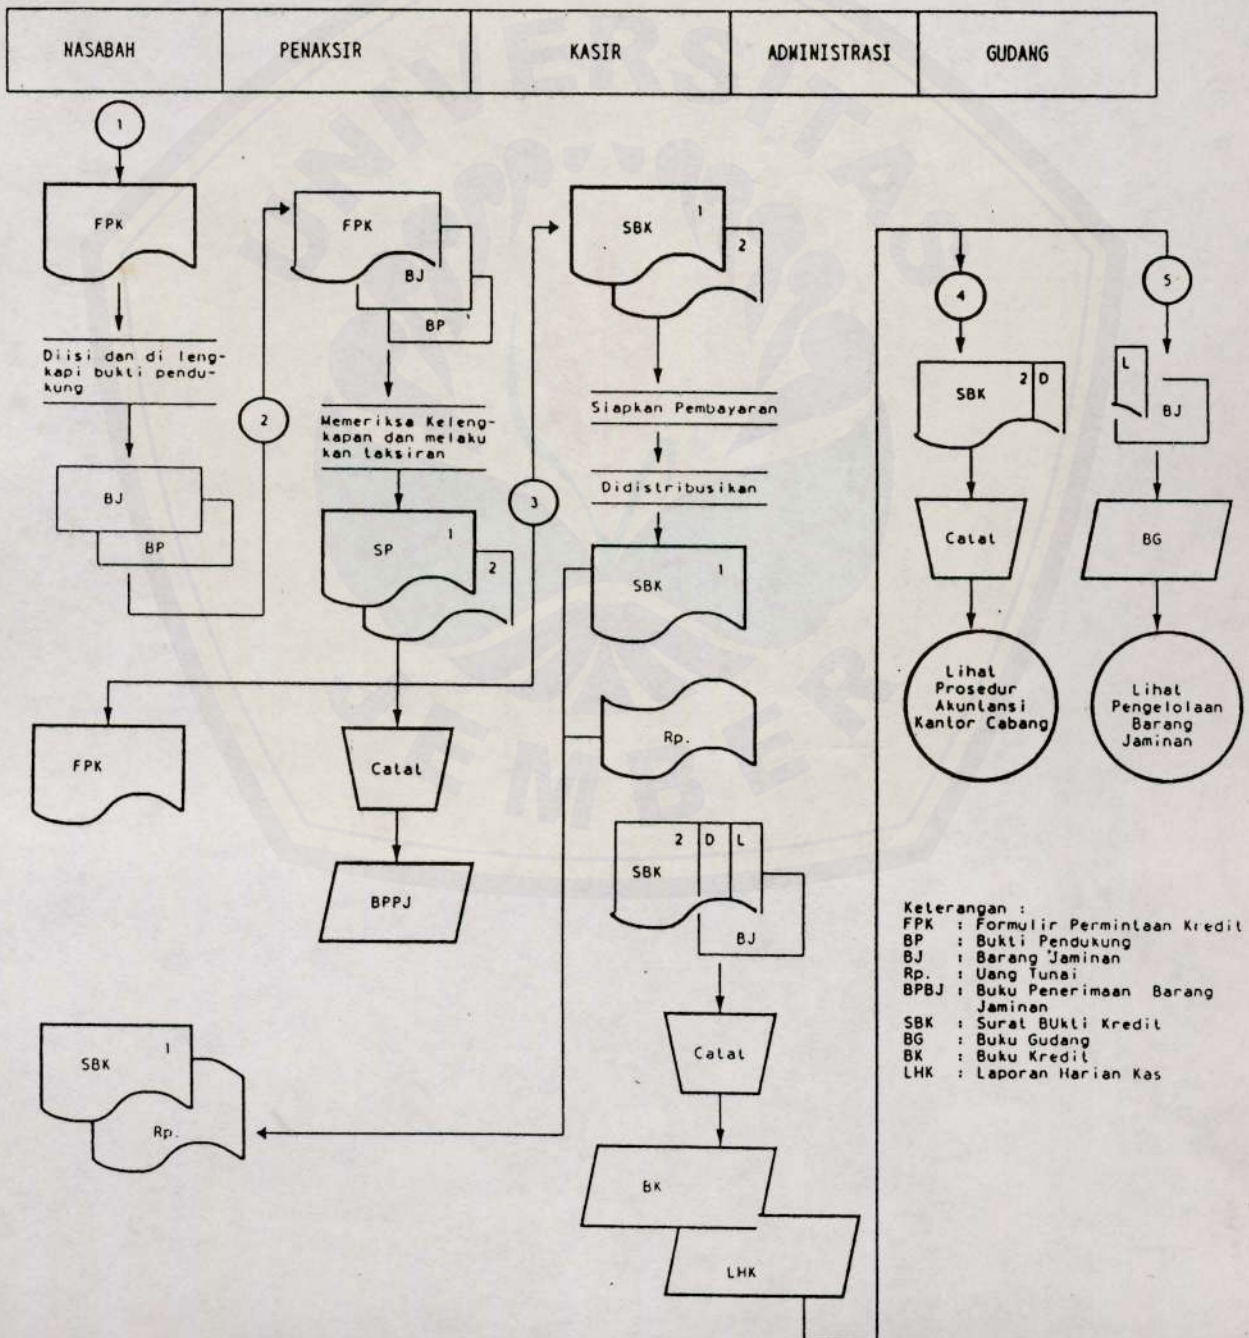 NASABAH
PENAKSIR
KASIR
ADMINISTRASI
GUDANG
1
FPK
Diisi dan di leng-
kapi bukti pendu-
kung
BJ
BP
2
FPK
BJ
BP
Memeriksa Keleng-
kapan dan melaku
kan taksiran
SP
1
2
3
FPK
Catat
BPPJ
SBK
1
2
Siapkan Pembayaran
Didistribusikan
SBK
1
Rp.
SBK
2
D
L
BJ
Catat
BK
LHK
SBK
1
Rp.
4
SBK
2
D
Catat
Lihat
Prosedur
Akuntansi
Kantor Cabang
5
L
BJ
BG
Lihat
Pengelolaan
Barang
Jaminan
Keterangan :
FPK : Formulir Permintaan Kredit
BP : Bukti Pendukung
BJ : Barang Jaminan
Rp. : Uang Tunai
BPBJ : Buku Penerimaan Barang
Jaminan
SBK : Surat BUkti Kredit
BG : Buku Gudang
BK : Buku Kredit
LHK : Laporan Harian Kas
UNIVERSITAS
JEMBER